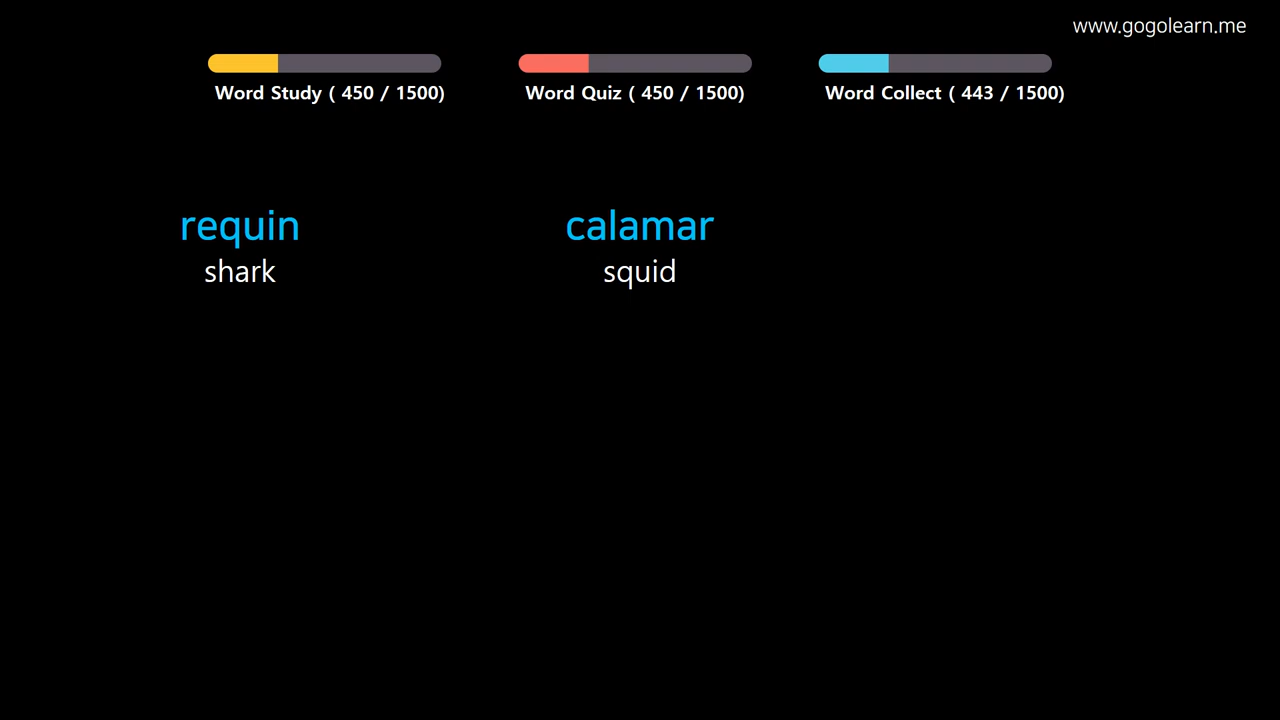 www.gogolearn.me
Word Study ( 450 / 1500)
Word Quiz ( 450 / 1500)
Word Collect ( 443 / 1500)
requin
shark
calamar
squid